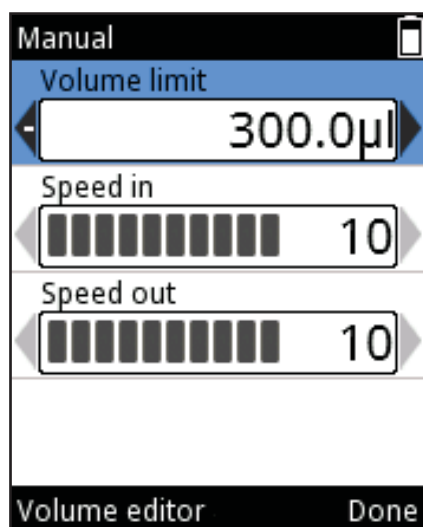 Manual
Volume limit
- 300.0µl
Speed in
10
Speed out
10
Volume editor Done